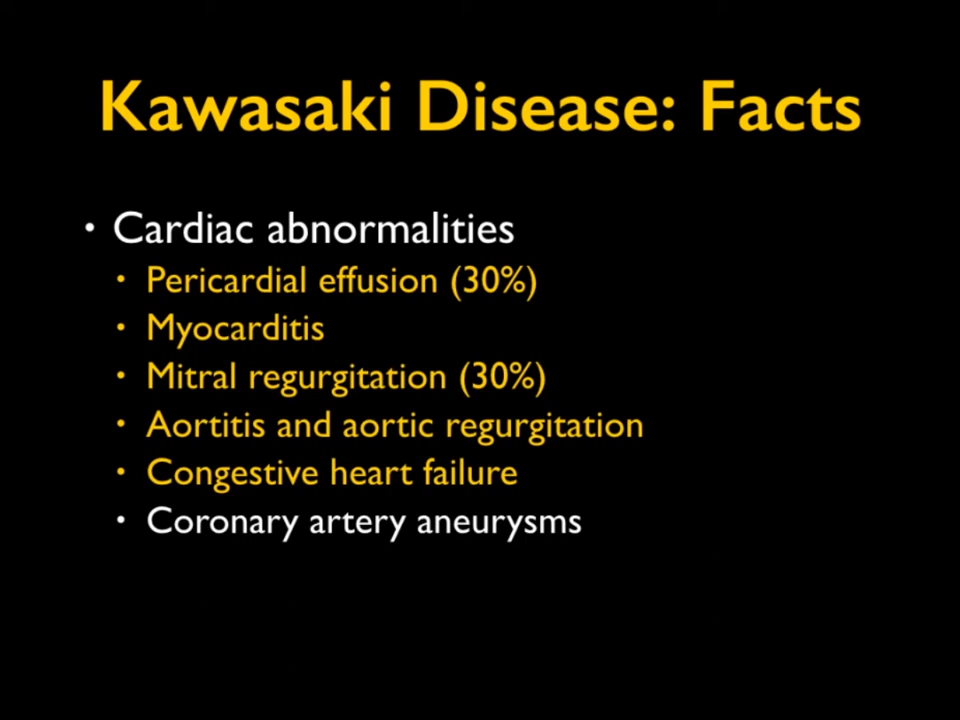 Kawasaki Disease: Facts
• Cardiac abnormalities
• Pericardial effusion (30%)
• Myocarditis
• Mitral regurgitation (30%)
• Aortitis and aortic regurgitation
• Congestive heart failure
• Coronary artery aneurysms